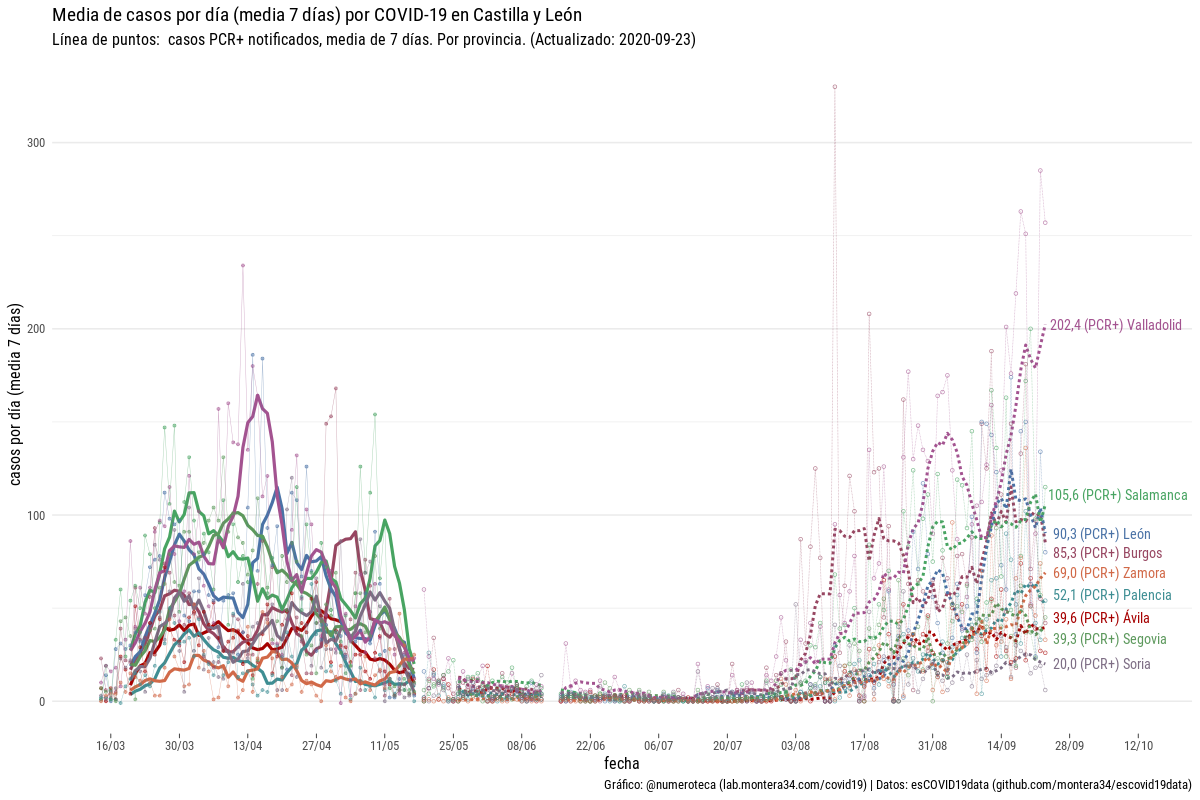 Media de casos por día (media 7 días) por COVID-19 en Castilla y León
Línea de puntos:  casos PCR+ notificados, media de 7 días. Por provincia. (Actualizado: 2020-09-23)
casos por día (media 7 días)
300
200
100
0
202,4 (PCR+) Valladolid
105,6 (PCR+) Salamanca
90,3 (PCR+) León
85,3 (PCR+) Burgos
69,0 (PCR+) Zamora
52,1 (PCR+) Palencia
39,6 (PCR+) Ávila
39,3 (PCR+) Segovia
20,0 (PCR+) Soria
16/03 30/03 13/04 27/04 11/05 25/05 08/06 22/06 06/07 20/07 03/08 17/08 31/08 14/09 28/09 12/10
fecha
Gráfico: @numeroteca (lab.montera34.com/covid19) | Datos: esCOVID19data (github.com/montera34/escovid19data)